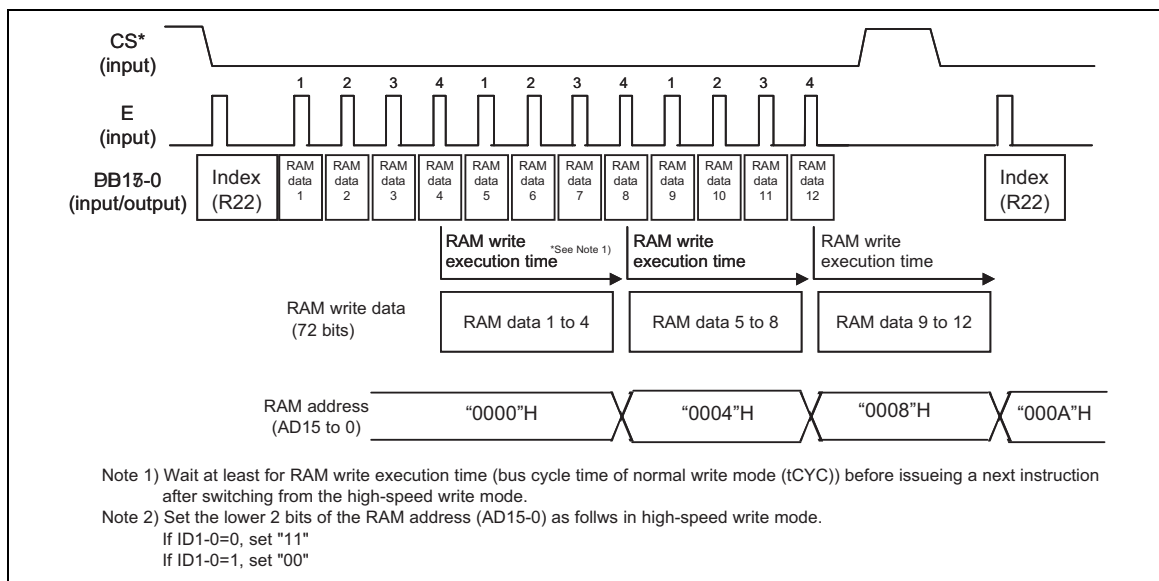 CS*
(input)
1 2 3 4 1 2 3 4 1 2 3 4
E
(input)
(input/output)
Index
(R22)
RAM
data
1
RAM
data
2
RAM
data
3
RAM
data
4
RAM
data
5
RAM
data
6
RAM
data
7
RAM
data
8
RAM
data
9
RAM
data
10
RAM
data
11
RAM
data
12
Index
(R22)
RAM write
execution time
*See Note 1)
RAM write
execution time
RAM write
execution time
RAM write data
(72 bits)
RAM data 1 to 4
RAM data 5 to 8
RAM data 9 to 12
RAM address
(AD15 to 0)
“0000”H
“0004”H
“0008”H
“000A”H
Note 1) Wait at least for RAM write execution time (bus cycle time of normal write mode (tCYC)) before issueing a next instruction
after switching from the high-speed write mode.
Note 2) Set the lower 2 bits of the RAM address (AD15-0) as follws in high-speed write mode.
If ID1-0=0, set "11"
If ID1-0=1, set "00"